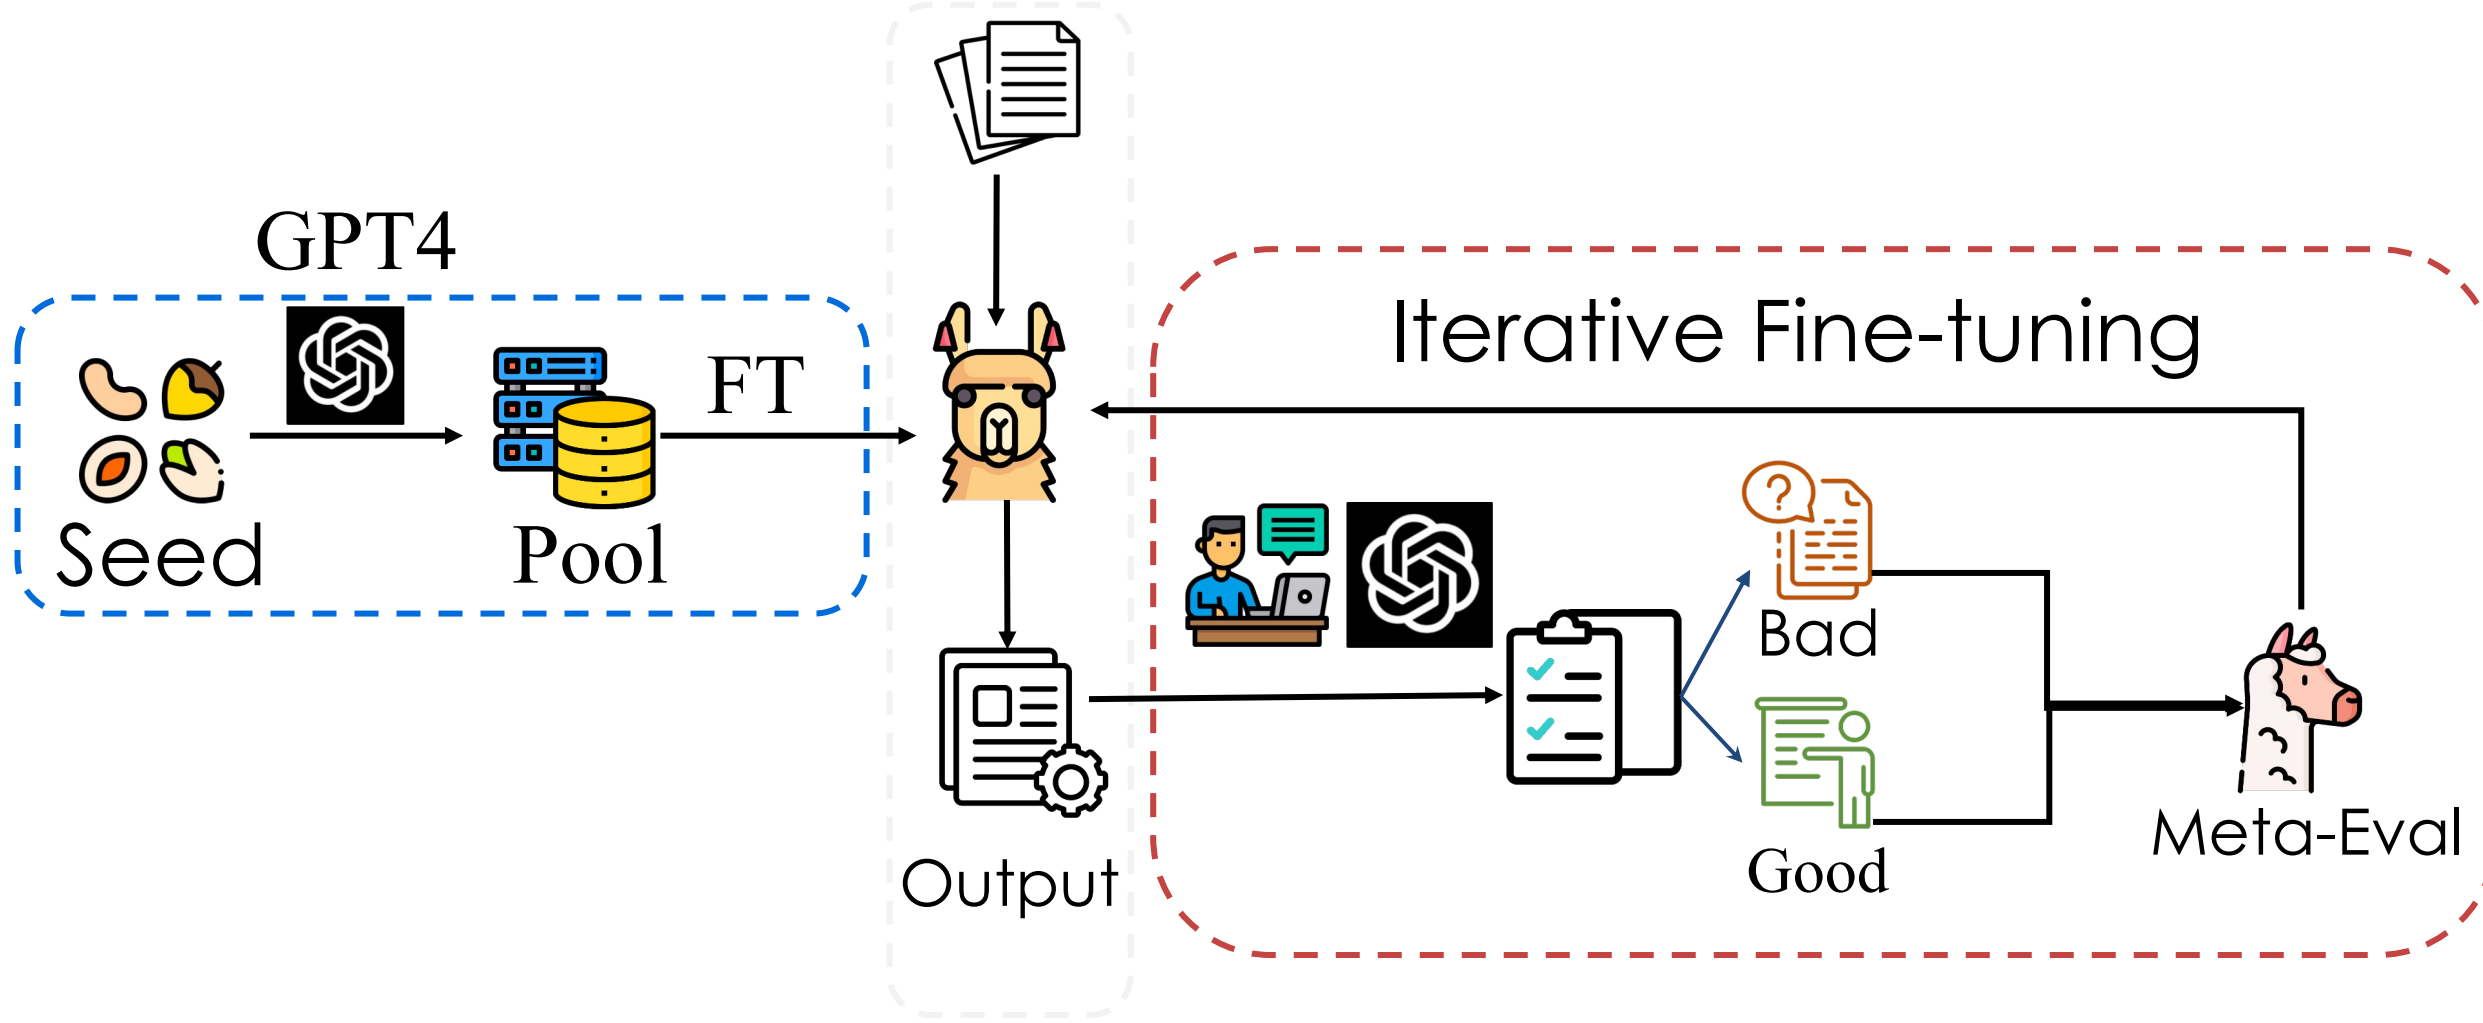 GPT4
Seed
Pool
FT
Output
Iterative Fine-tuning
Bad
Good
Meta-Eval